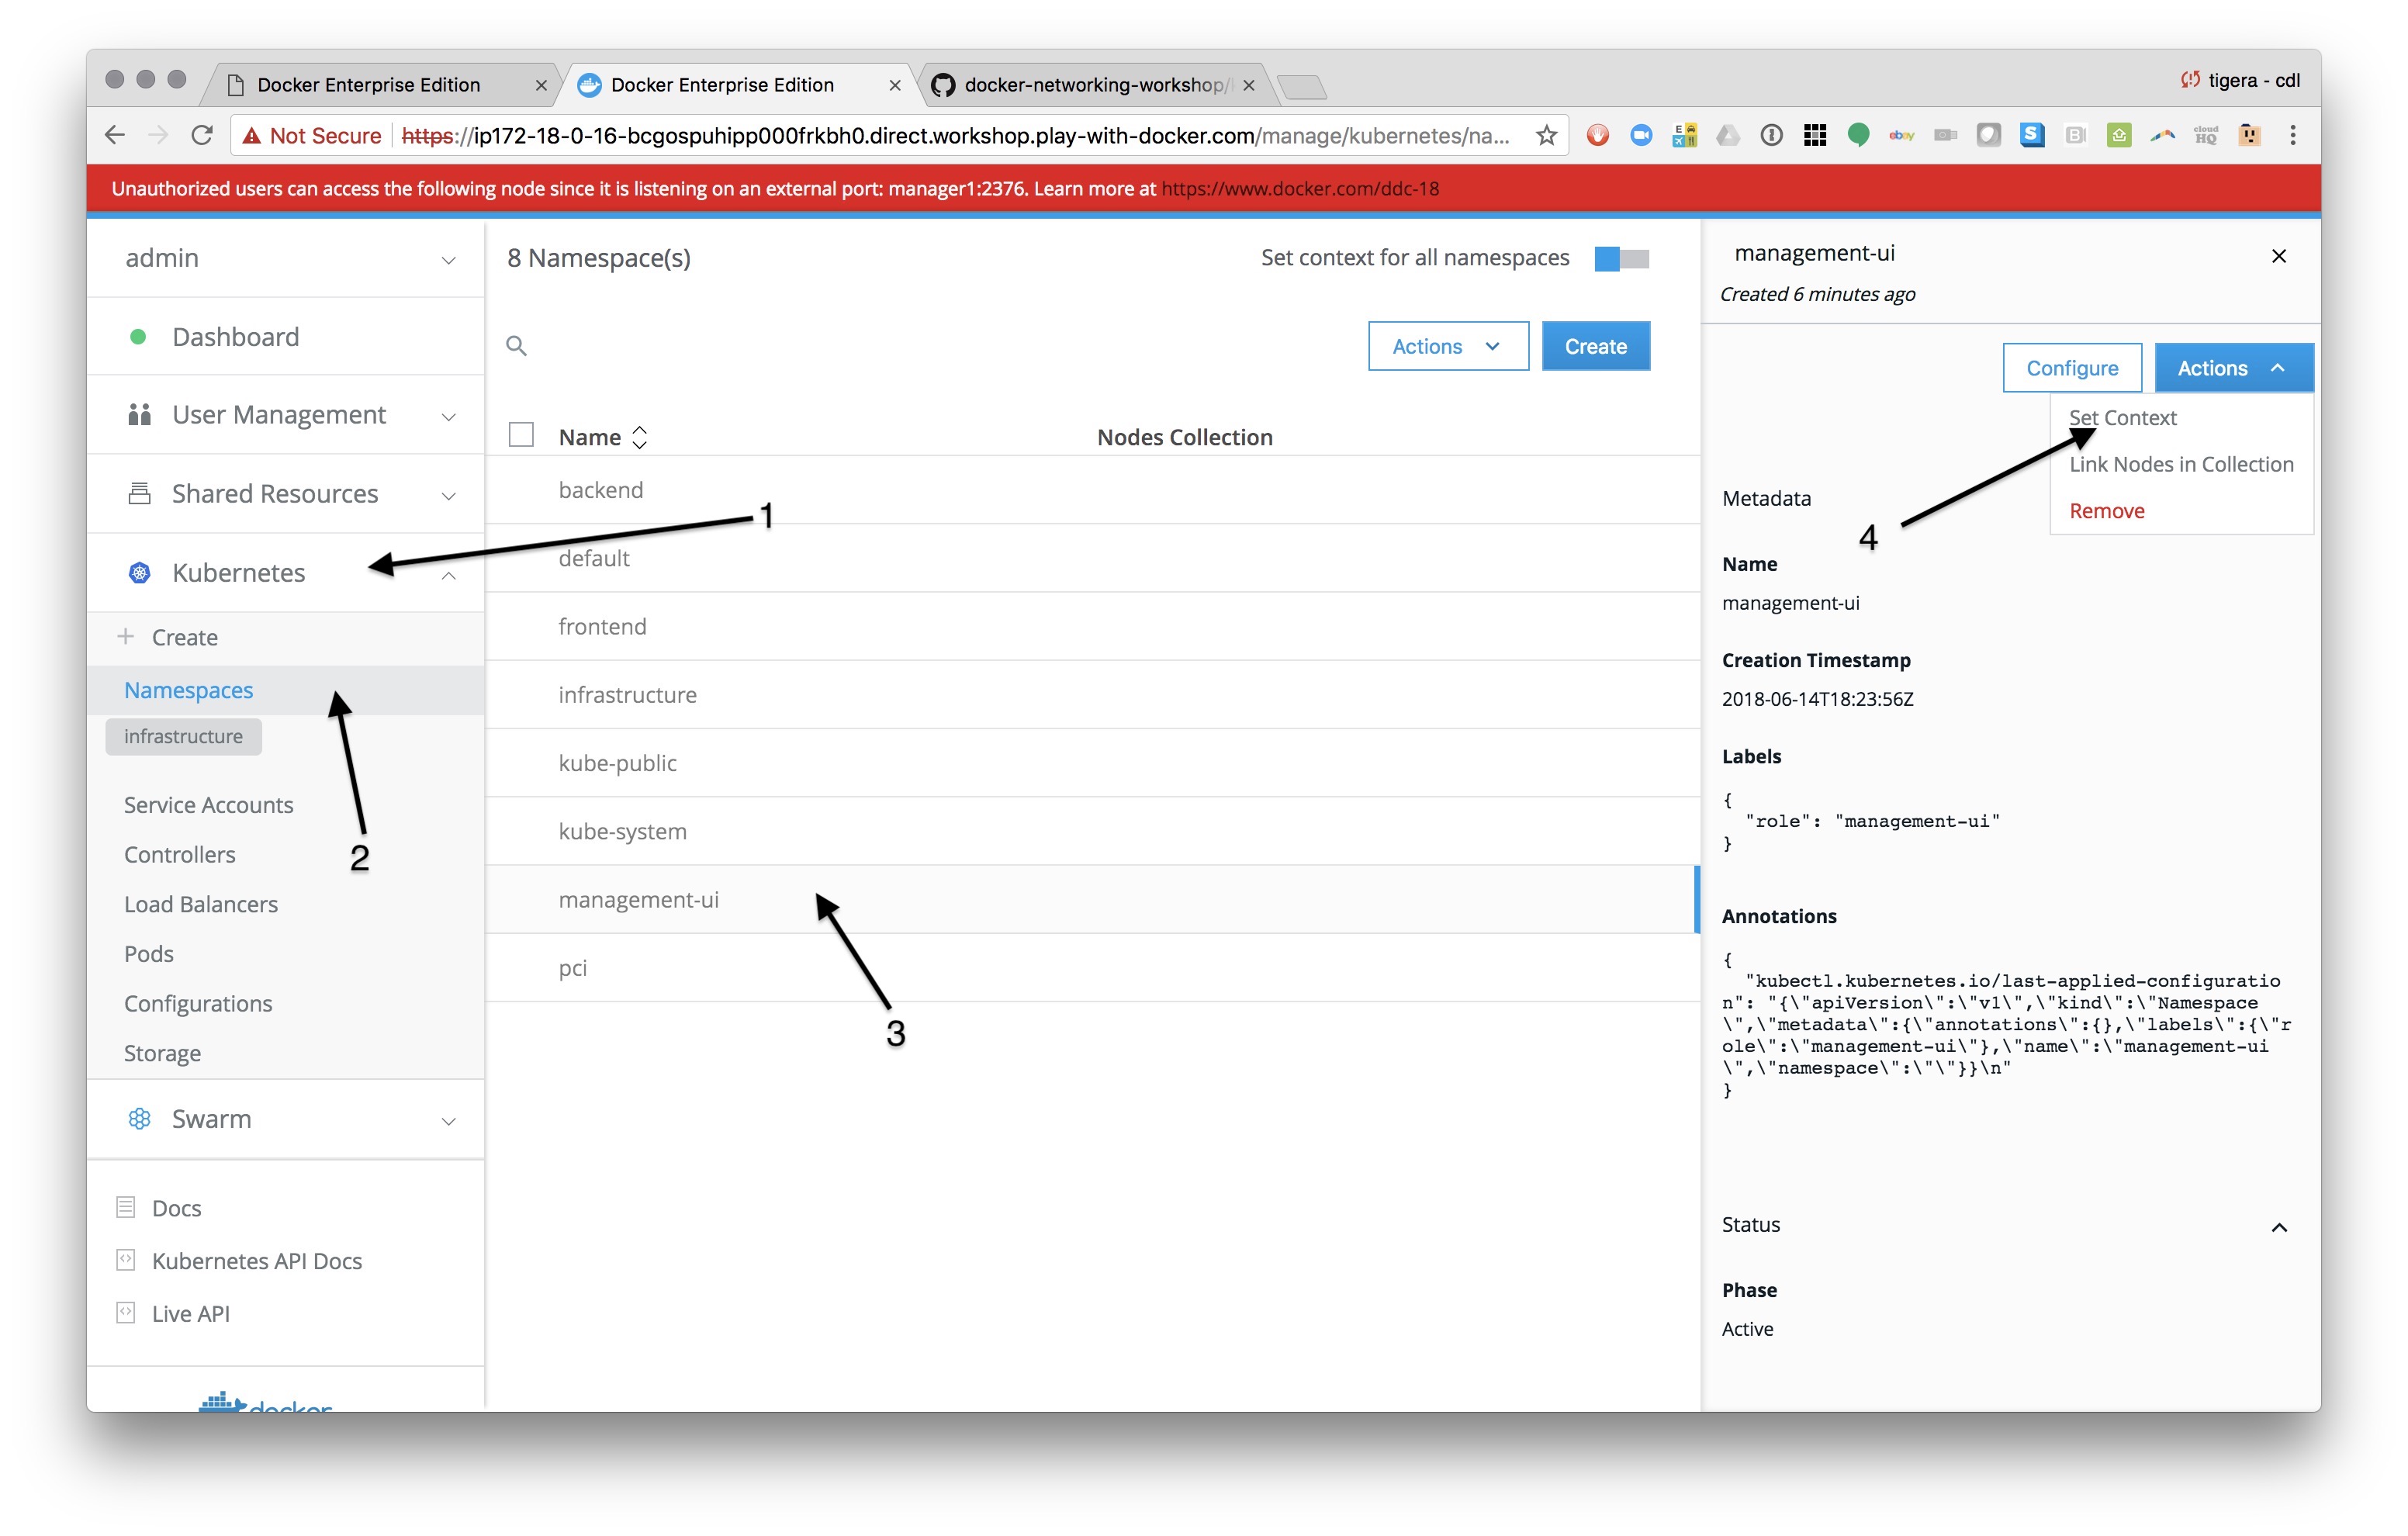 Docker Enterprise Edition
Docker Enterprise Edition
docker-networking-workshop/
tigera - cdl
Not Secure
https://ip172-18-0-16-bcgospuhipp000frkbh0.direct.workshop.play-with-docker.com/manage/kubernetes/na...
ebay
cloud HQ
Unauthorized users can access the following node since it is listening on an external port: manager1:2376. Learn more at https://www.docker.com/ddc-18
admin
Dashboard
User Management
Shared Resources
Kubernetes
Create
Namespaces
infrastructure
Service Accounts
Controllers
Load Balancers
Pods
Configurations
Storage
Swarm
Docs
Kubernetes API Docs
Live API
docker
8 Namespace(s)
Set context for all namespaces
Actions
Create
Name
Nodes Collection
backend
default
frontend
infrastructure
kube-public
kube-system
management-ui
pci
1
2
3
4
management-ui
Created 6 minutes ago
Configure
Actions
Set Context
Link Nodes in Collection
Remove
Metadata
Name
management-ui
Creation Timestamp
2018-06-14T18:23:56Z
Labels
{
"role": "management-ui"
}
Annotations
{
"kubectl.kubernetes.io/last-applied-configuratio
n": "{\"apiVersion\":\"v1\",\"kind\":\"Namespace
\",\"metadata\":{\"annotations\":{},\"labels\":{\"r
ole\":\"management-ui\"},\"name\":\"management-ui
\",\"namespace\":\"\"}}\n"
}
Status
Phase
Active